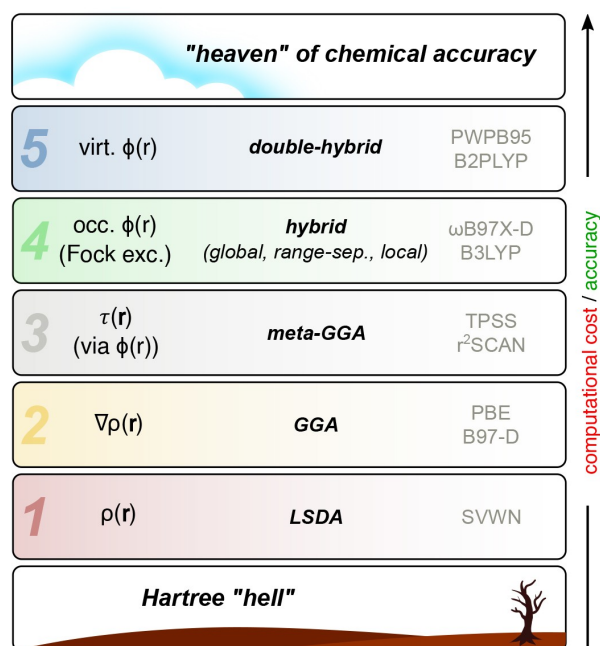 "heaven" of chemical accuracy
5 virt. ϕ(r) double-hybrid PWPB95
B2PLYP
4 occ. ϕ(r) hybrid ωB97X-D
(Fock exc.) (global, range-sep., local) B3LYP
3 τ(r) meta-GGA TPSS
(via ϕ(r)) r²SCAN
2 ∇ρ(r) GGA PBE
B97-D
1 ρ(r) LSDA SVWN
Hartree "hell"
computational cost / accuracy